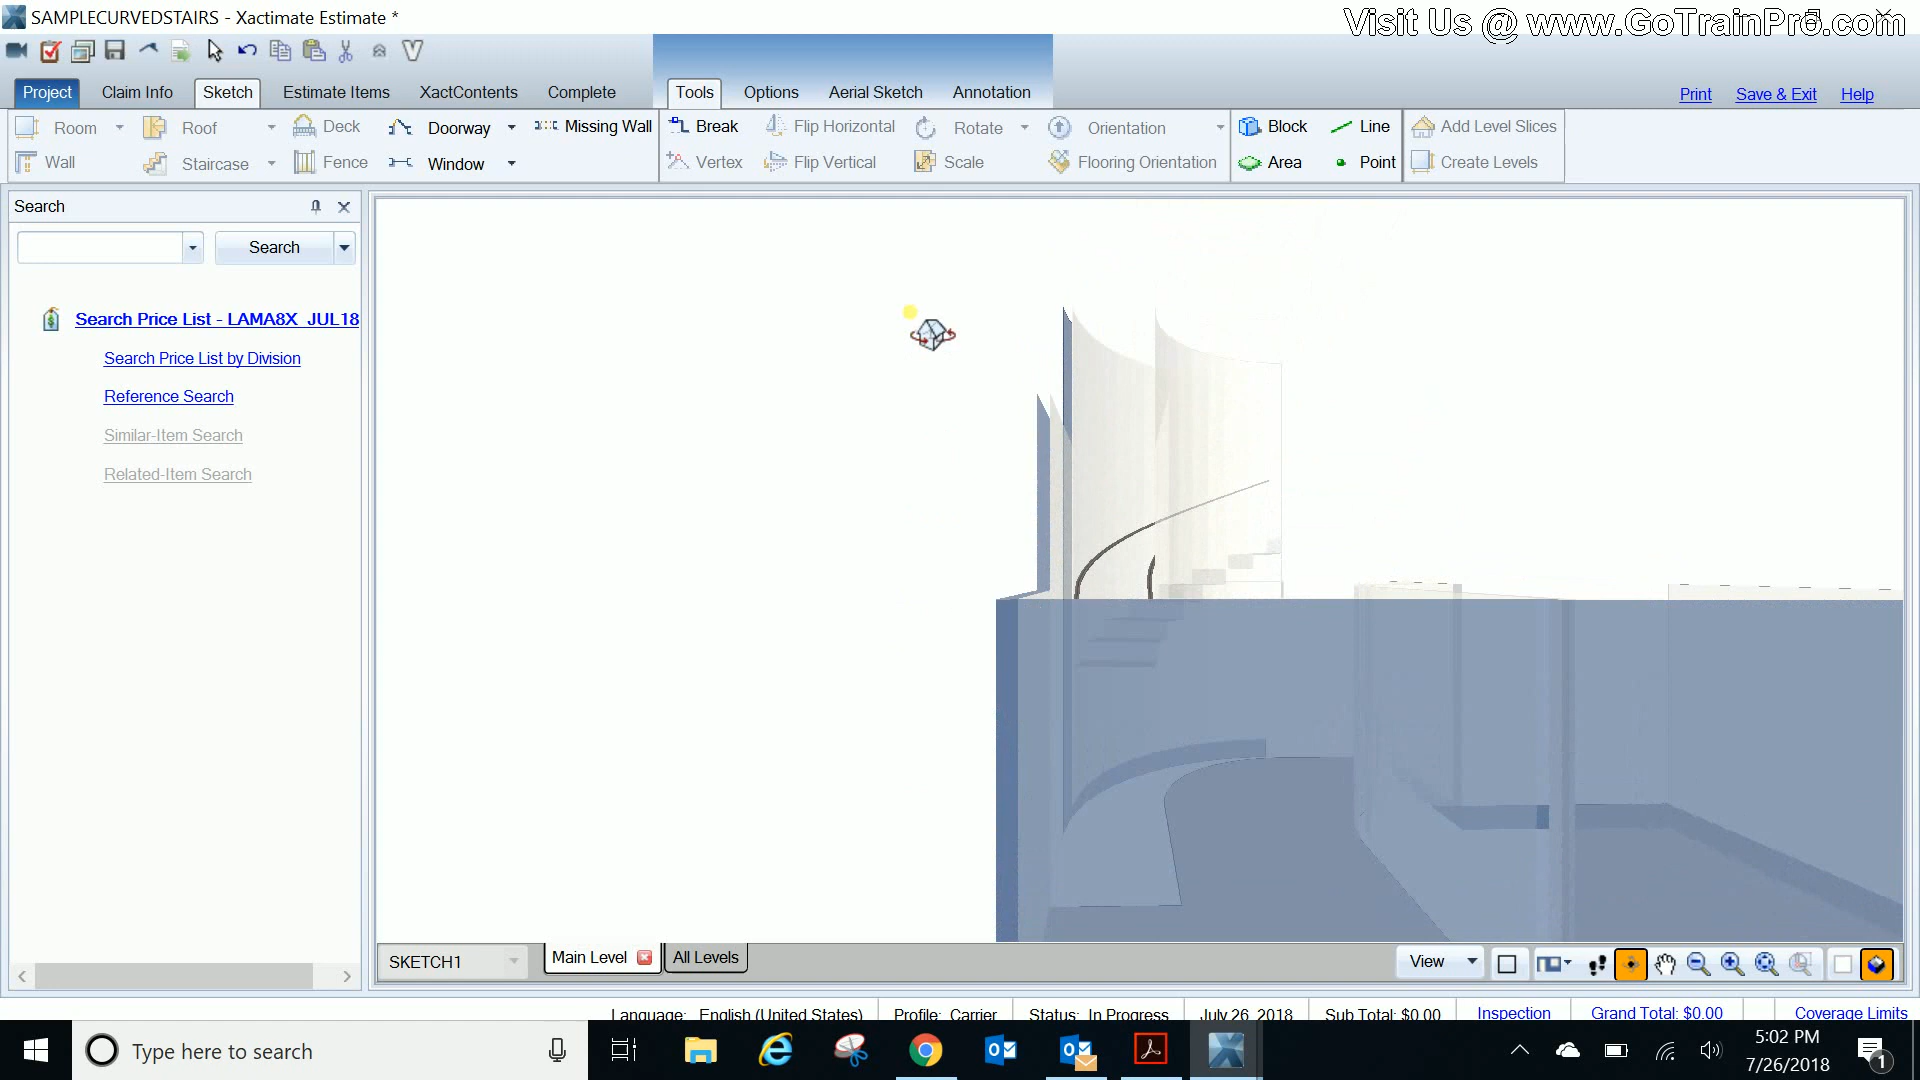 SAMPLECURVEDSTAIRS - Xactimate Estimate *
Visit Us @ www.GoTrainPro.com
Project Claim Info Sketch Estimate Items XactContents Complete Tools Options Aerial Sketch Annotation
Print Save & Exit Help
Room Roof Deck Doorway Missing Wall Break Flip Horizontal Rotate Orientation Block Line Add Level Slices
Wall Staircase Fence Window Vertex Flip Vertical Scale Flooring Orientation Area Point Create Levels
Search
Search
Search Price List - LAMA8X_JUL18
Search Price List by Division
Reference Search
Similar-Item Search
Related-Item Search
SKETCH1 Main Level All Levels View
Language: English (United States) Profile: Carrier Status: In Progress July 26, 2018 Sub Total: $0.00 Inspection Grand Total: $0.00 Coverage Limits
Type here to search
5:02 PM
7/26/2018
1